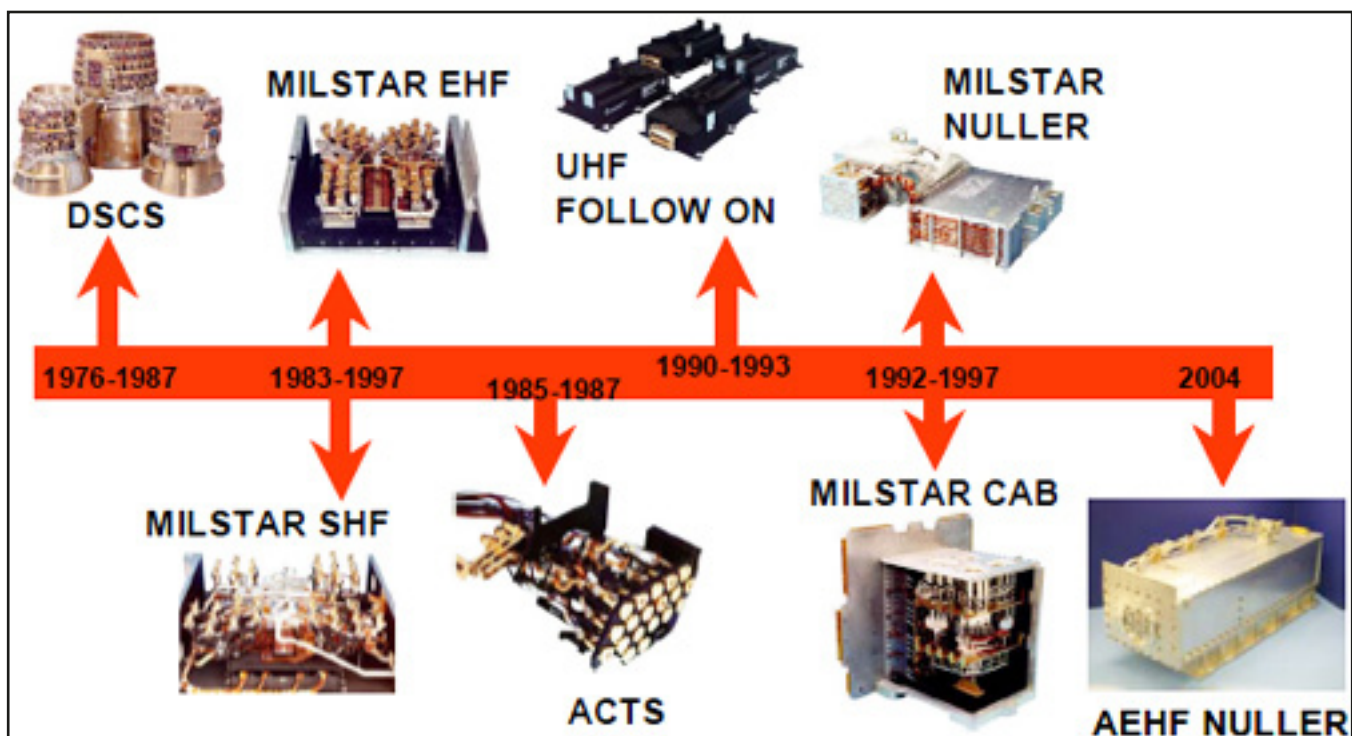 DSCS
MILSTAR EHF
UHF
FOLLOW ON
MILSTAR
NULLER
1976-1987
1983-1997
1985-1987
1990-1993
1992-1997
2004
MILSTAR SHF
ACTS
MILSTAR CAB
AEHF NULLER